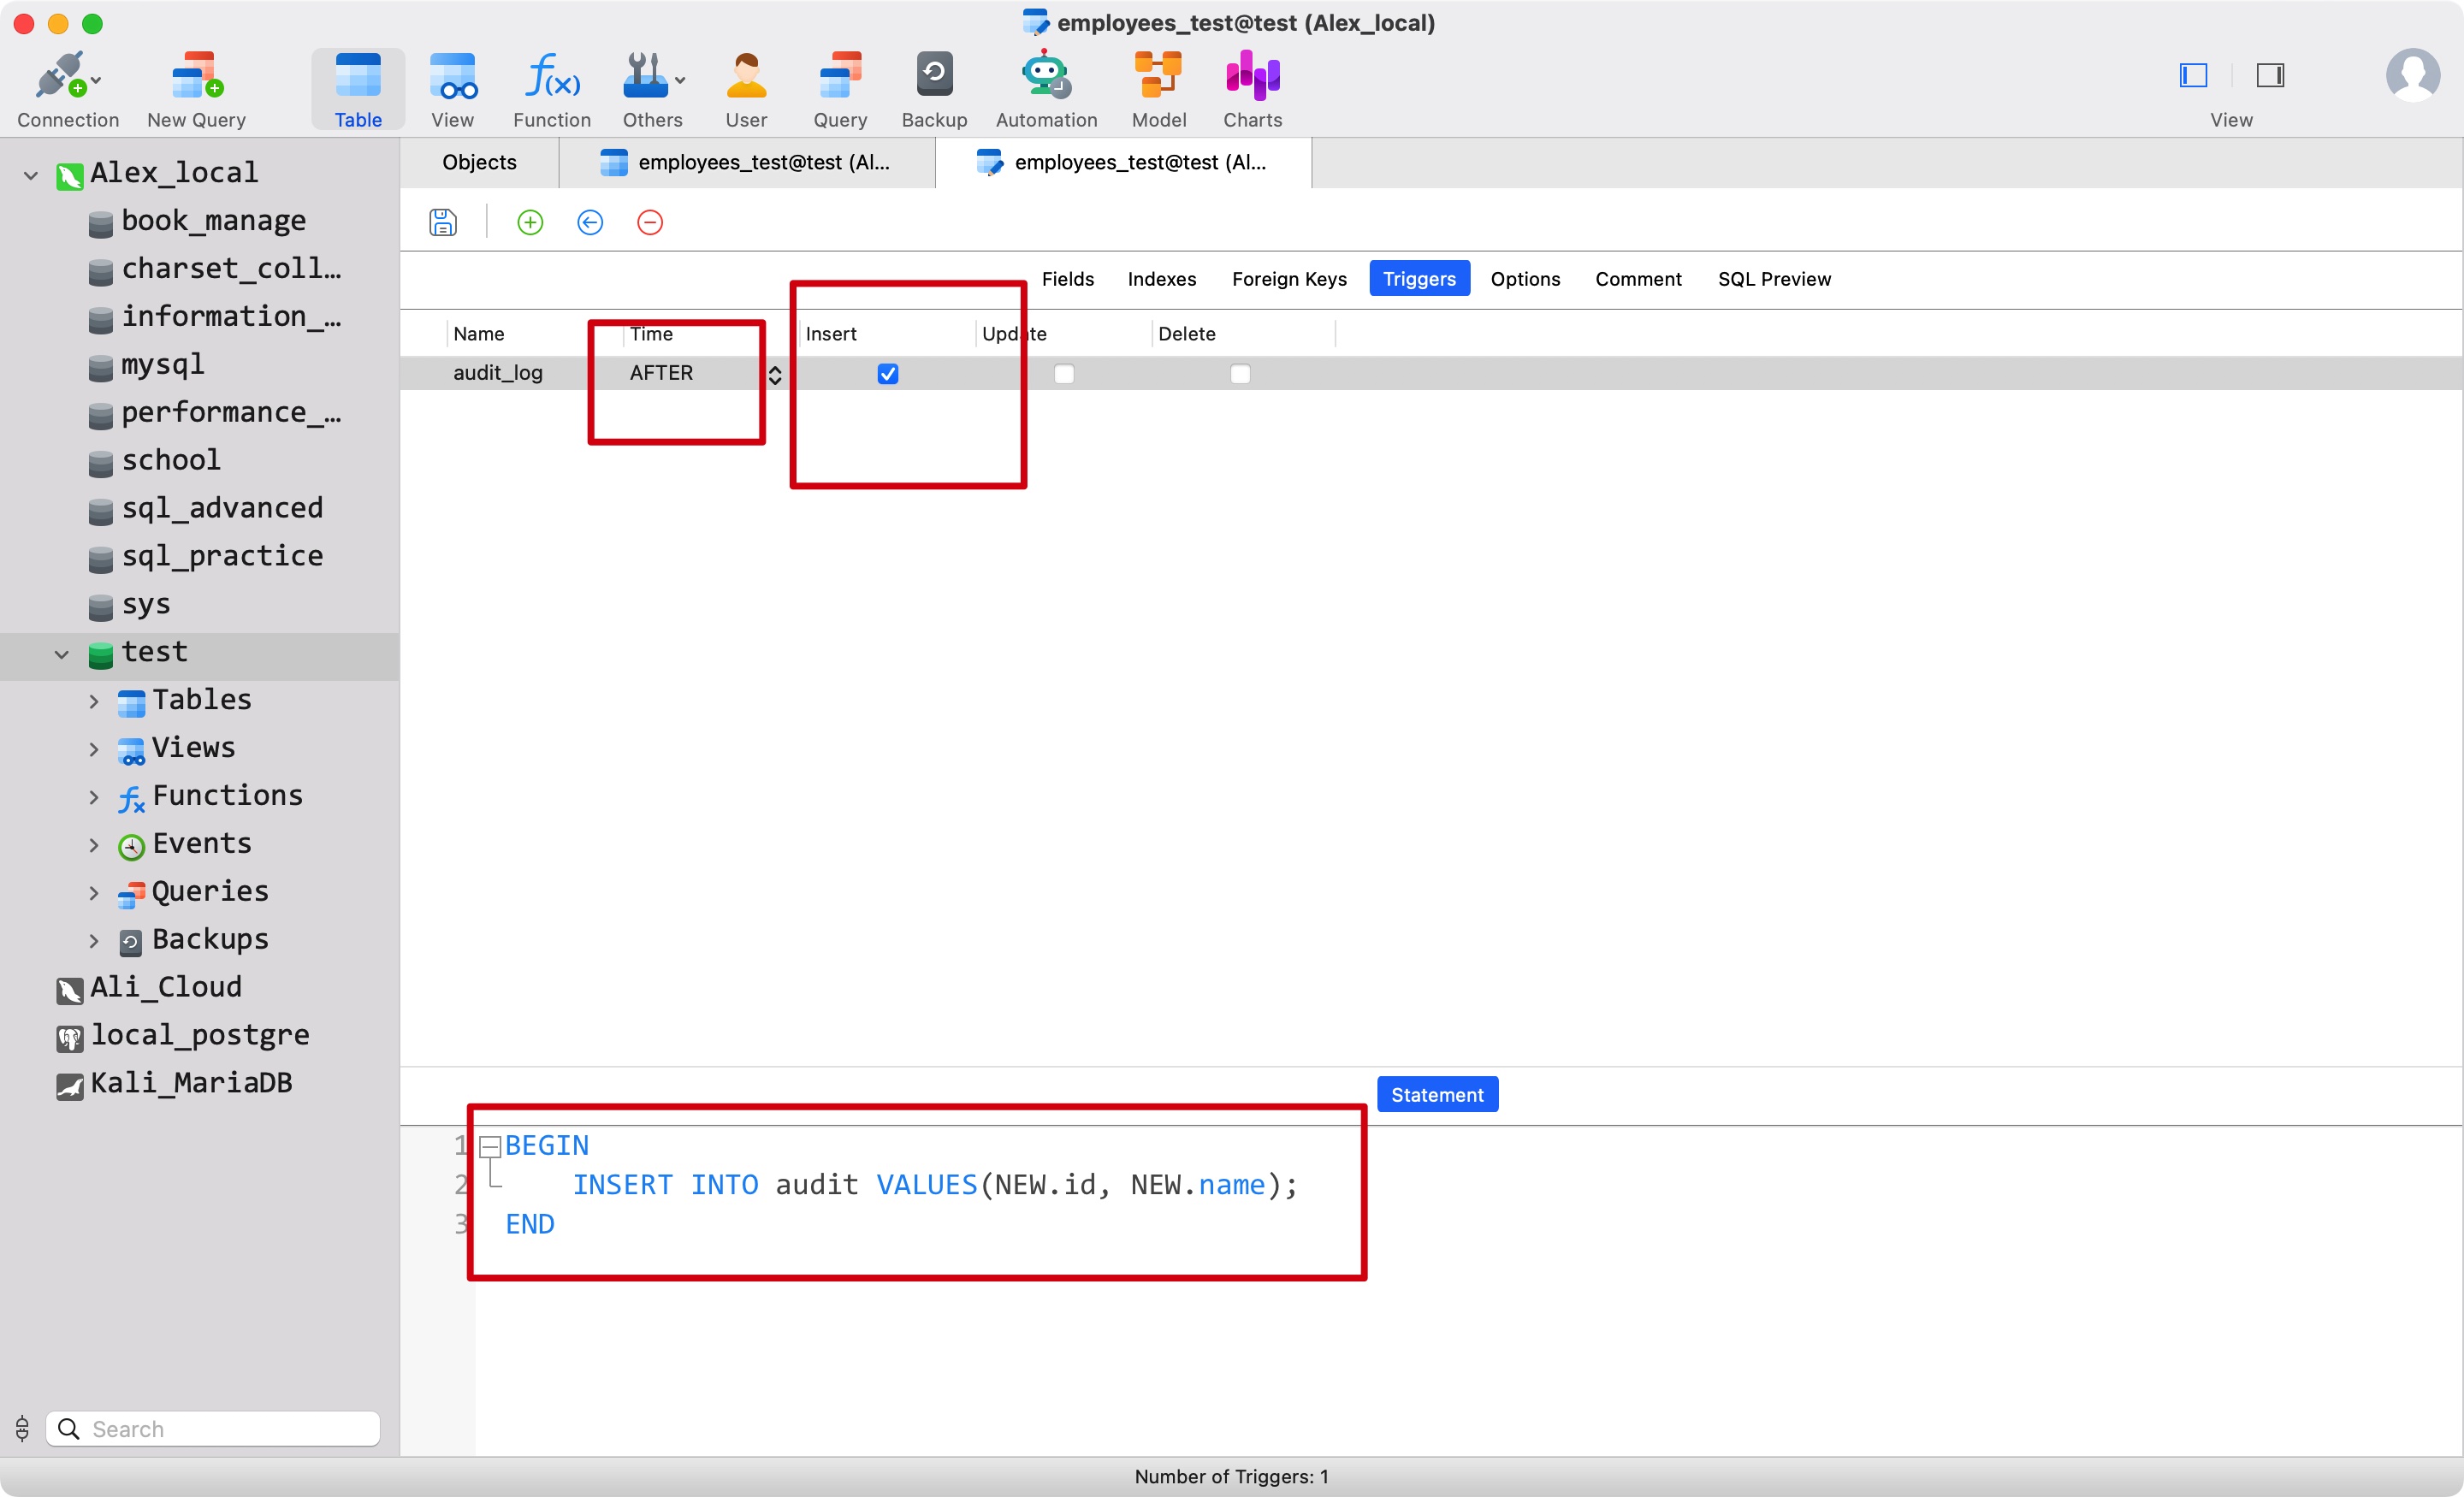 employees_test@test (Alex_local)
Connection
New Query
Table
View
Function
Others
User
Query
Backup
Automation
Model
Charts
View
Alex_local
book_manage
charset_coll…
information_…
mysql
performance_…
school
sql_advanced
sql_practice
sys
test
Tables
Views
Functions
Events
Queries
Backups
Ali_Cloud
local_postgre
Kali_MariaDB
Search
Objects
employees_test@test (Al...
employees_test@test (Al...
Fields Indexes Foreign Keys Triggers Options Comment SQL Preview
Name Time Insert Update Delete
audit_log AFTER
Statement
1 BEGIN
2 INSERT INTO audit VALUES(NEW.id, NEW.name);
3 END
Number of Triggers: 1